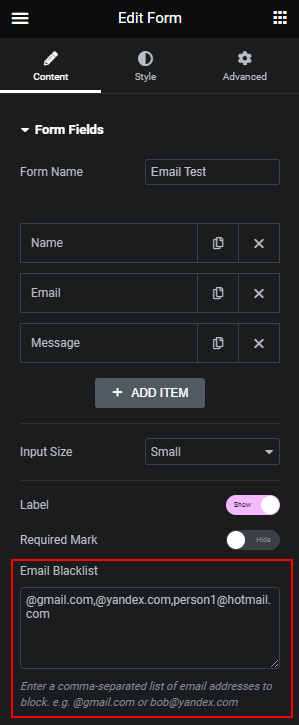 Edit Form
Content
Style
Advanced
Form Fields
Form Name
Email Test
Name
Email
Message
+ ADD ITEM
Input Size
Small
Label
Show
Required Mark
Hide
Email Blacklist
@gmail.com,@yandex.com,person1@hotmail.
com
Enter a comma-separated list of email addresses to
block. e.g. @gmail.com or bob@yandex.com